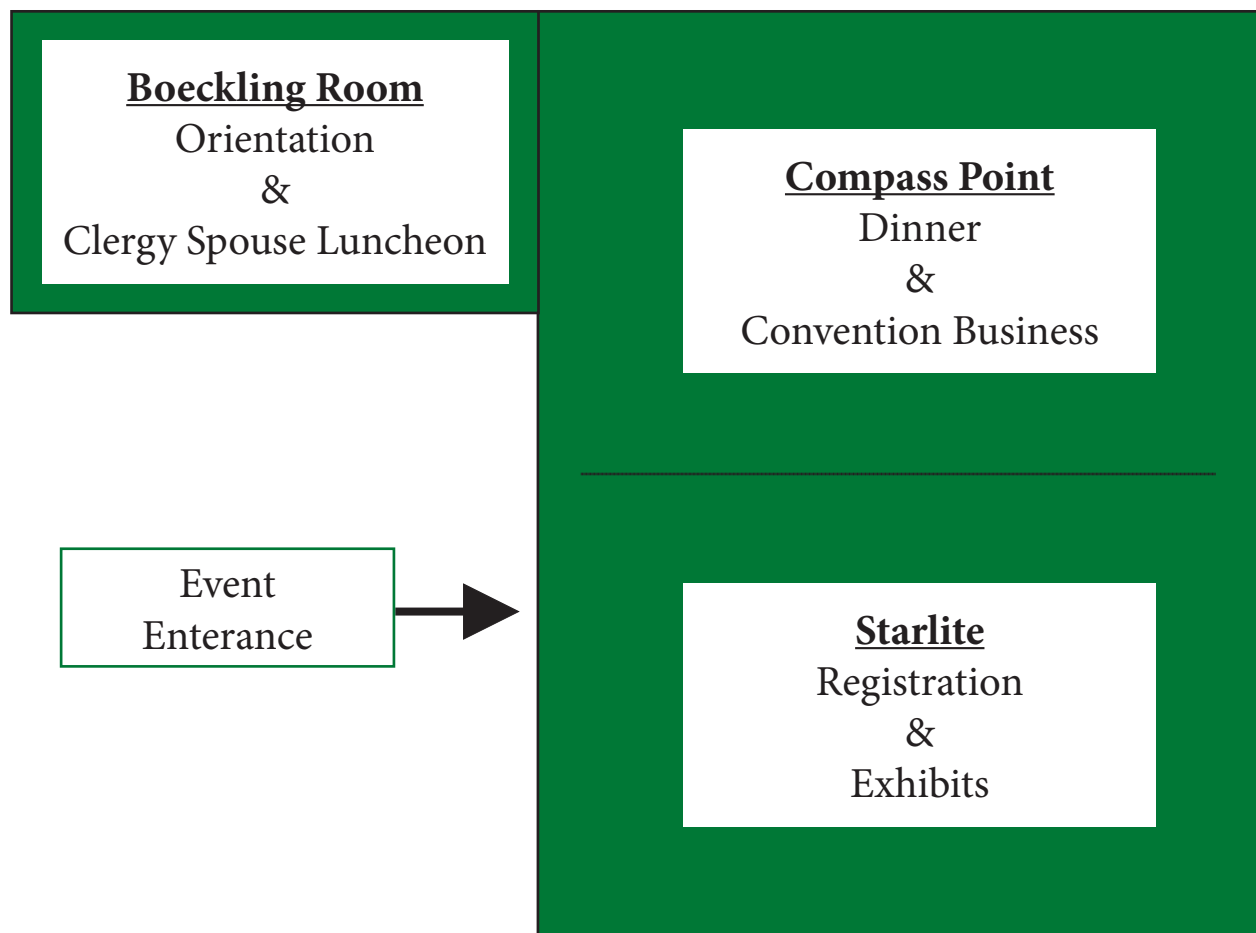 Boeckling Room
Orientation
&
Clergy Spouse Luncheon
Compass Point
Dinner
&
Convention Business
Event
Enterance
Starlite
Registration
&
Exhibits